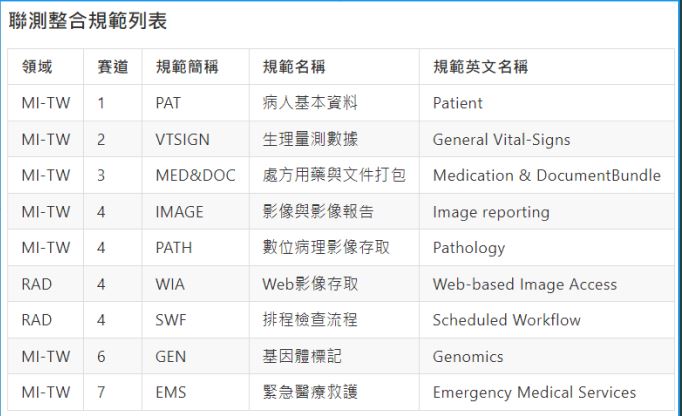 聯測整合規範列表
領域 賽道 規範簡稱 規範名稱 規範英文名稱
MI-TW 1 PAT 病人基本資料 Patient
MI-TW 2 VTSIGN 生理量測數據 General Vital-Signs
MI-TW 3 MED&DOC 處方用藥與文件打包 Medication & DocumentBundle
MI-TW 4 IMAGE 影像與影像報告 Image reporting
MI-TW 4 PATH 數位病理影像存取 Pathology
RAD 4 WIA Web影像存取 Web-based Image Access
RAD 4 SWF 排程檢查流程 Scheduled Workflow
MI-TW 6 GEN 基因體標記 Genomics
MI-TW 7 EMS 緊急醫療救護 Emergency Medical Services